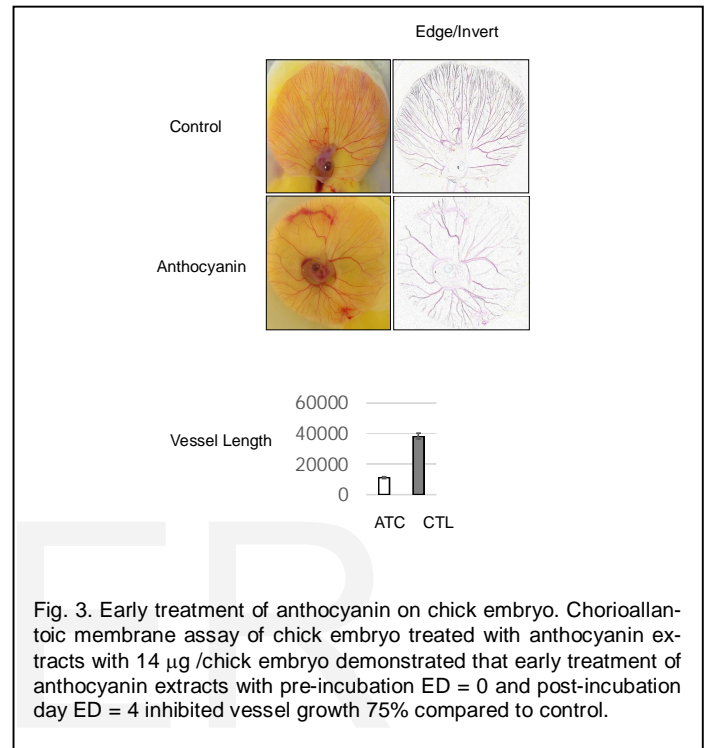 Edge/Invert
Control
Anthocyanin
Vessel Length
60000
40000
20000
0
ATC CTL
ER
Fig. 3. Early treatment of anthocyanin on chick embryo. Chorioallan-
toic membrane assay of chick embryo treated with anthocyanin ex-
tracts with 14 μg /chick embryo demonstrated that early treatment of
anthocyanin extracts with pre-incubation ED = 0 and post-incubation
day ED = 4 inhibited vessel growth 75% compared to control.